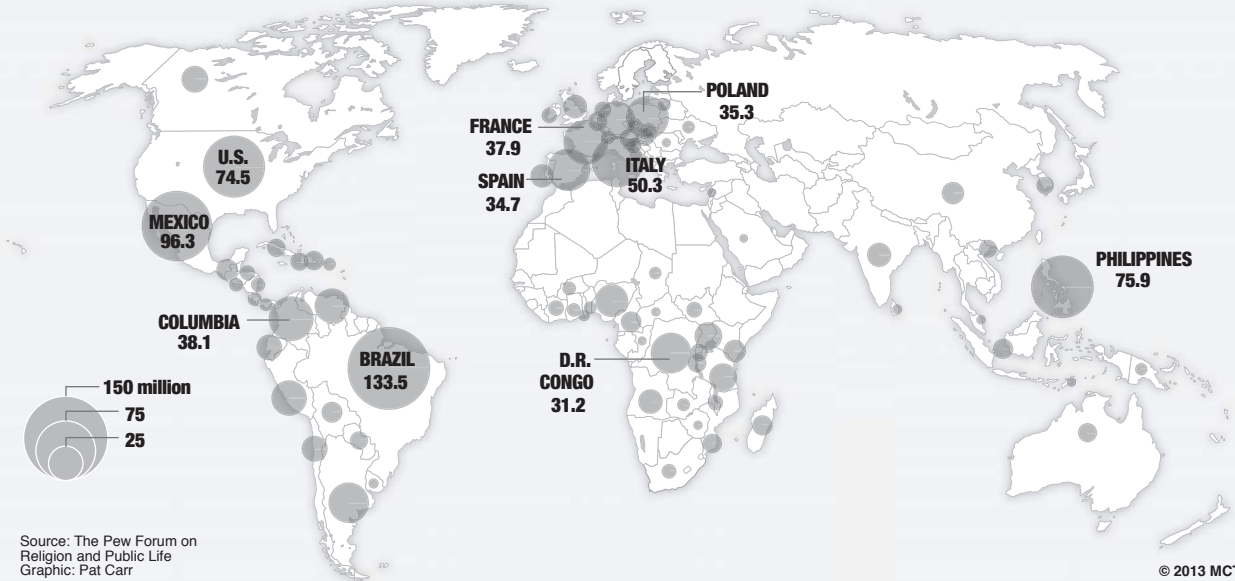 U.S.
74.5
MEXICO
96.3
COLUMBIA
38.1
BRAZIL
133.5
FRANCE
37.9
SPAIN
34.7
POLAND
35.3
ITALY
50.3
D.R.
CONGO
31.2
PHILIPPINES
75.9
150 million
75
25
Source: The Pew Forum on
Religion and Public Life
Graphic: Pat Carr
© 2013 MCT